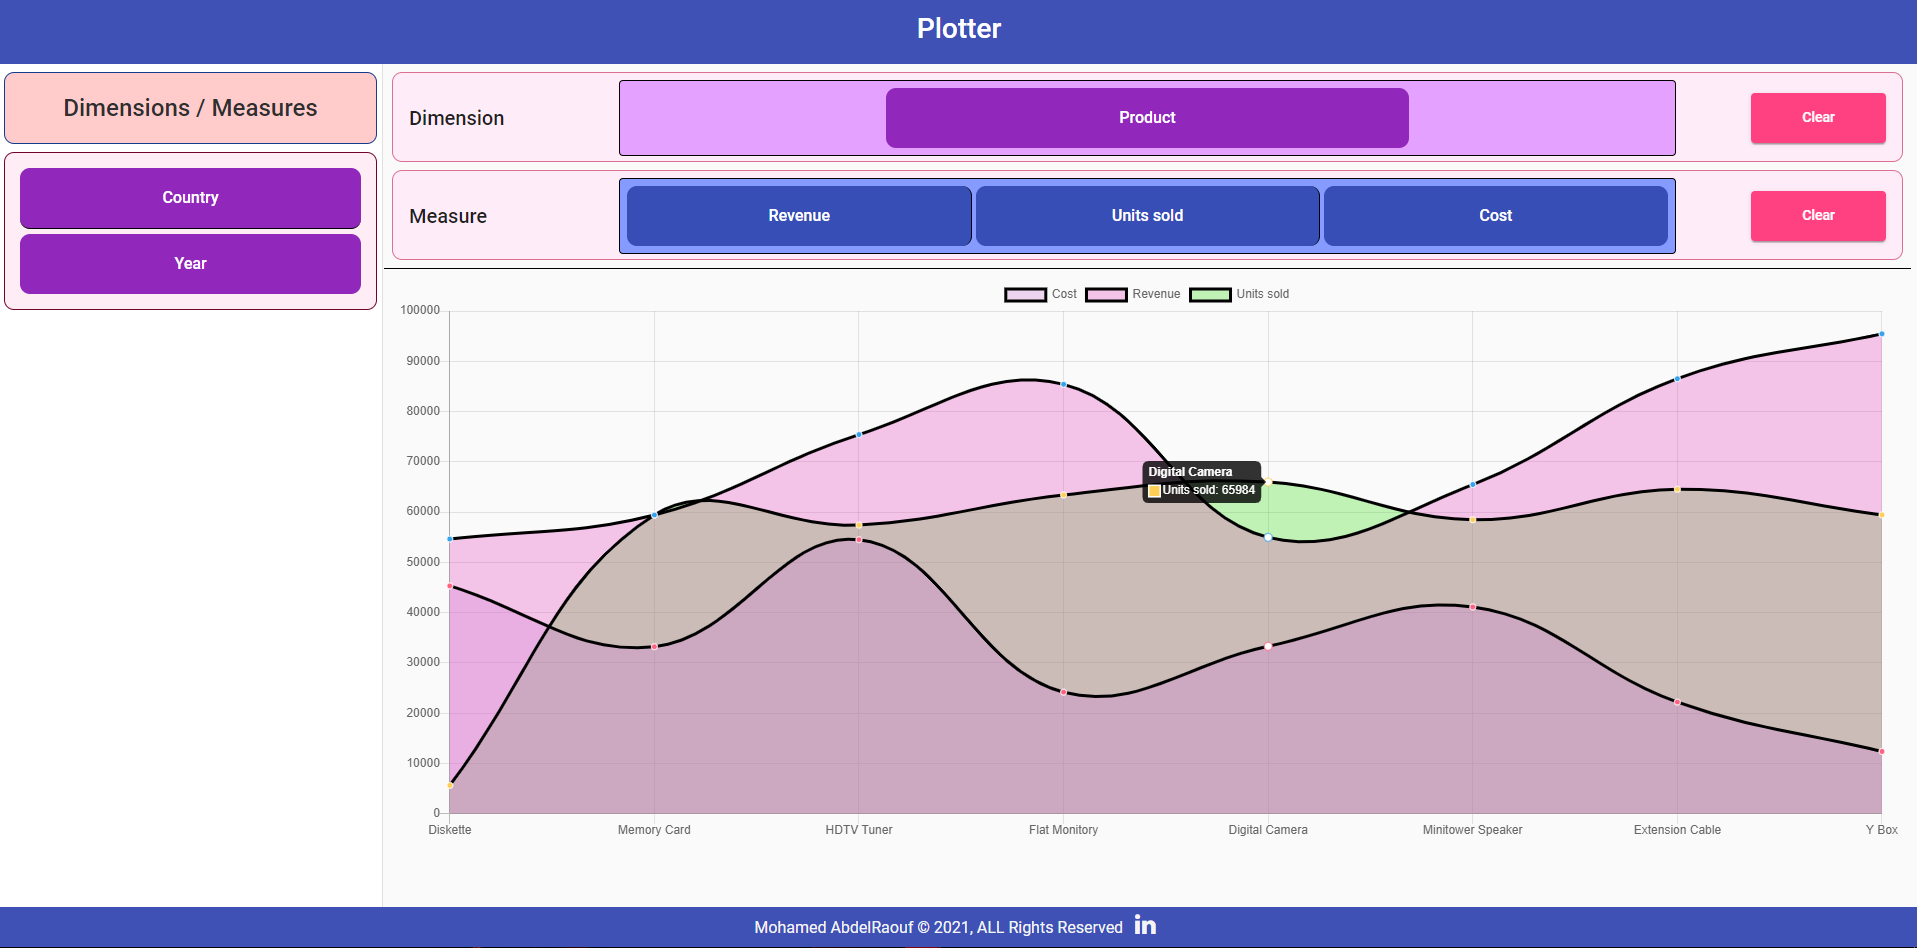 Plotter
Dimensions / Measures
Country
Year
Dimension
Product
Clear
Measure
Revenue
Units sold
Cost
Clear
Cost
Revenue
Units sold
100000
90000
80000
70000
60000
50000
40000
30000
20000
10000
0
Digital Camera
Units sold: 65984
Diskette
Memory Card
HDTV Tuner
Flat Monitory
Digital Camera
Minitower Speaker
Extension Cable
Y Box
Mohamed AbdelRaouf © 2021, ALL Rights Reserved in